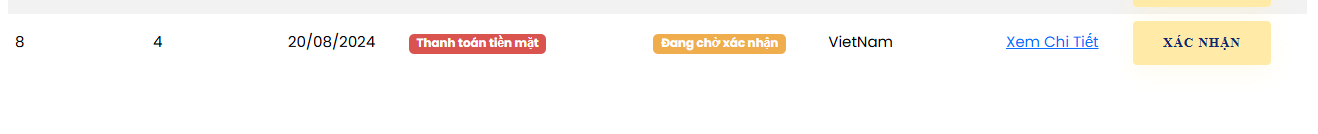 8 4 20/08/2024 Thanh toán tiền mặt Đang chờ xác nhận VietNam Xem Chi Tiết XÁC NHẬN